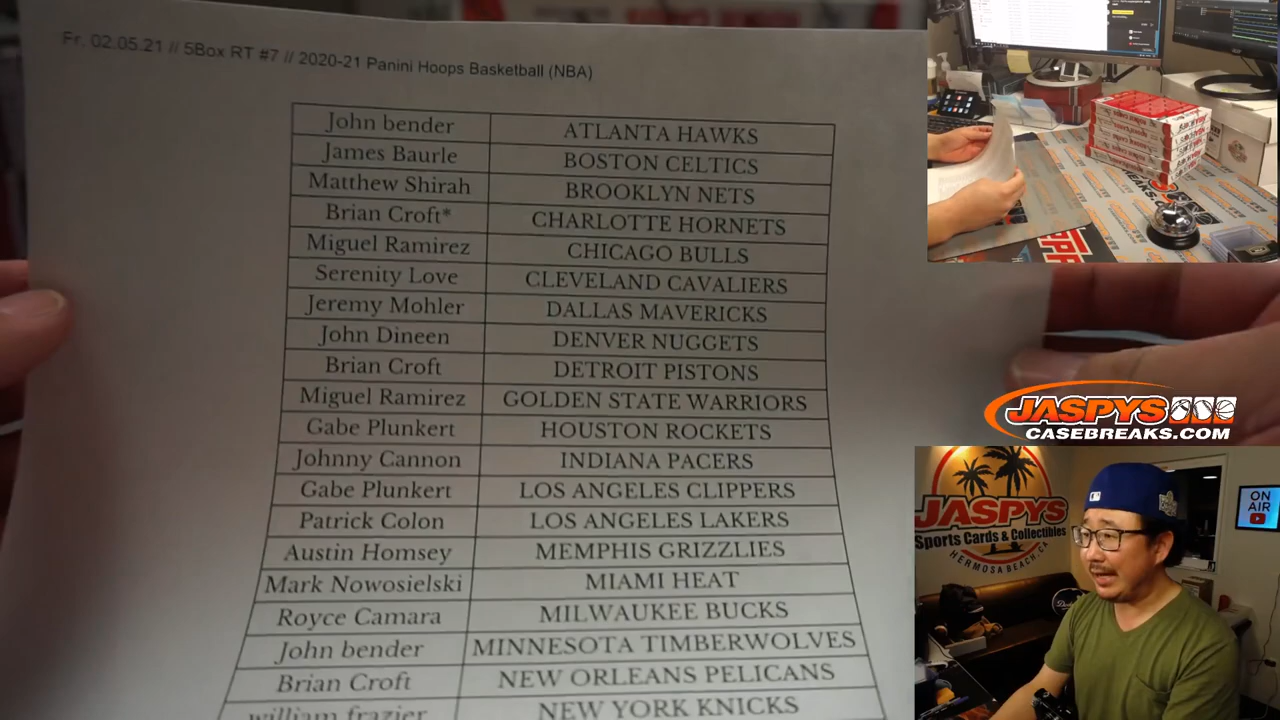 Fr. 02.05.21 // 5Box RT #7 // 2020-21 Panini Hoops Basketball (NBA)
John bender ATLANTA HAWKS
James Baurle BOSTON CELTICS
Matthew Shirah BROOKLYN NETS
Brian Croft* CHARLOTTE HORNETS
Miguel Ramirez CHICAGO BULLS
Serenity Love CLEVELAND CAVALIERS
Jeremy Mohler DALLAS MAVERICKS
John Dineen DENVER NUGGETS
Brian Croft DETROIT PISTONS
Miguel Ramirez GOLDEN STATE WARRIORS
Gabe Plunkert HOUSTON ROCKETS
Johnny Cannon INDIANA PACERS
Gabe Plunkert LOS ANGELES CLIPPERS
Patrick Colon LOS ANGELES LAKERS
Austin Homsey MEMPHIS GRIZZLIES
Mark Nowosielski MIAMI HEAT
Royce Camara MILWAUKEE BUCKS
John bender MINNESOTA TIMBERWOLVES
Brian Croft NEW ORLEANS PELICANS
william frazier NEW YORK KNICKS
JASPYS
CASEBREAKS.COM
JASPYS
Sports Cards & Collectibles
HERMOSA BEACH, CA
ON
AIR